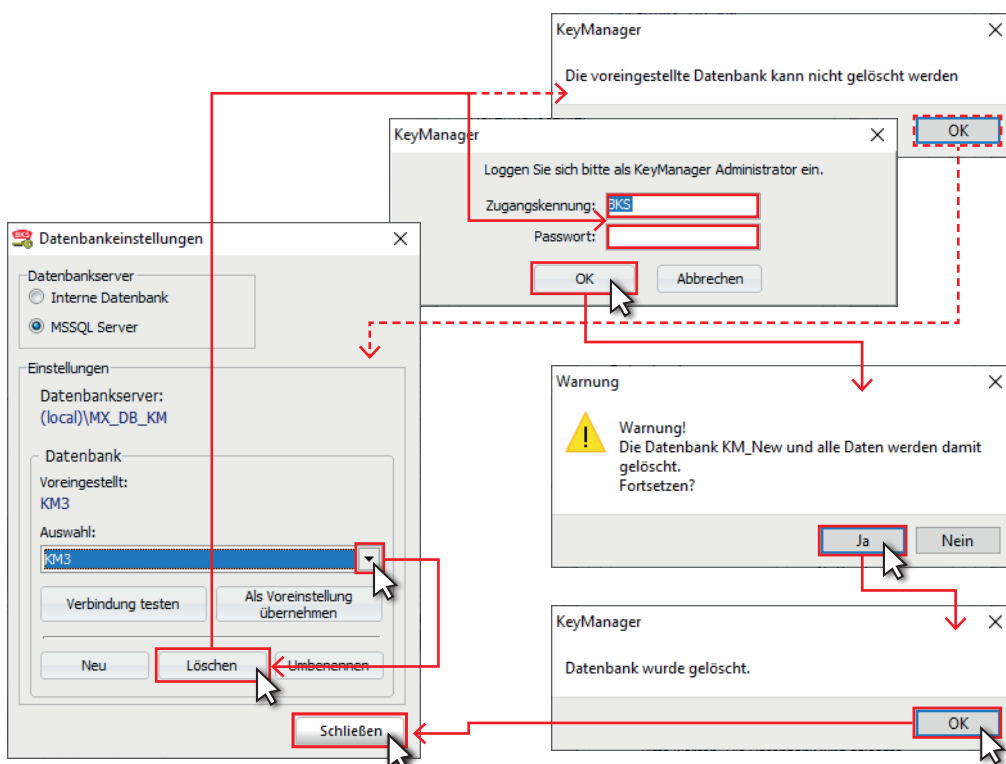 KeyManager
Die voreingestellte Datenbank kann nicht gelöscht werden
OK
KeyManager
Loggen Sie sich bitte als KeyManager Administrator ein.
Zugangskennung:
BKS
Passwort:
OK
Abbrechen
Datenbankeinstellungen
Datenbankserver
Interne Datenbank
MSSQL Server
Einstellungen
Datenbankserver:
(local)\MX_DB_KM
Datenbank
Voreingestellt:
KM3
Auswahl:
KM3
Verbindung testen
Als Voreinstellung
übernehmen
Neu
Löschen
Umbenennen
Schließen
Warnung
Warnung!
Die Datenbank KM_New und alle Daten werden damit
gelöscht.
Fortsetzen?
Ja
Nein
KeyManager
Datenbank wurde gelöscht.
OK